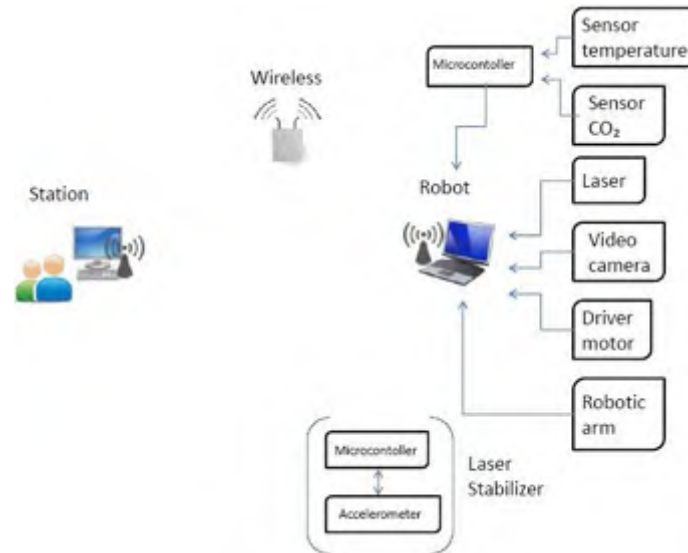 Sensor
temperature
Microcontoller
Wireless
Sensor
CO₂
Robot
Laser
Station
Video
camera
Driver
motor
Robotic
arm
Microcontoller
Laser
Stabilizer
Accelerometer